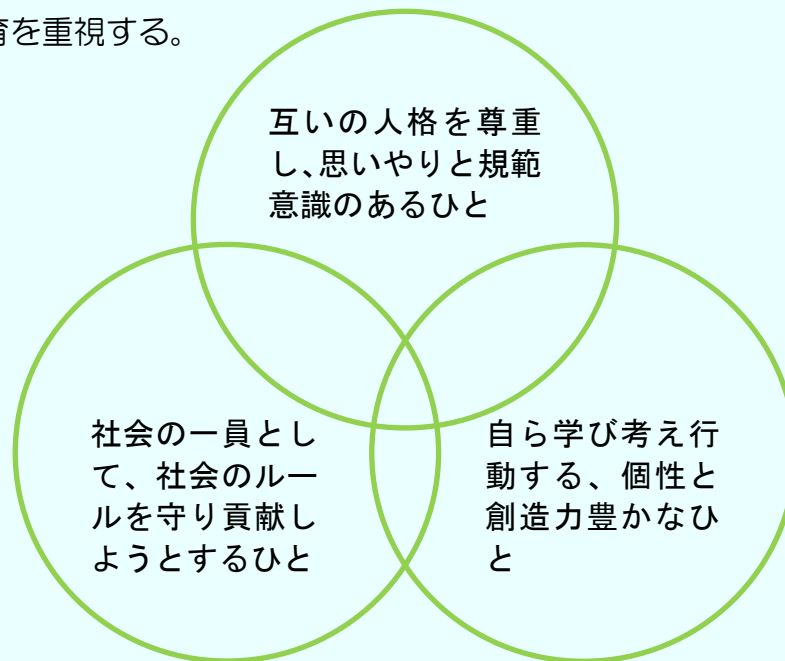 育を重視する。
互いの人格を尊重
し、思いやりと規範
意識のあるひと
社会の一員とし
て、社会のルー
ルを守り貢献し
ようとするひと
自ら学び考え行
動する、個性と
創造力豊かなひ
と